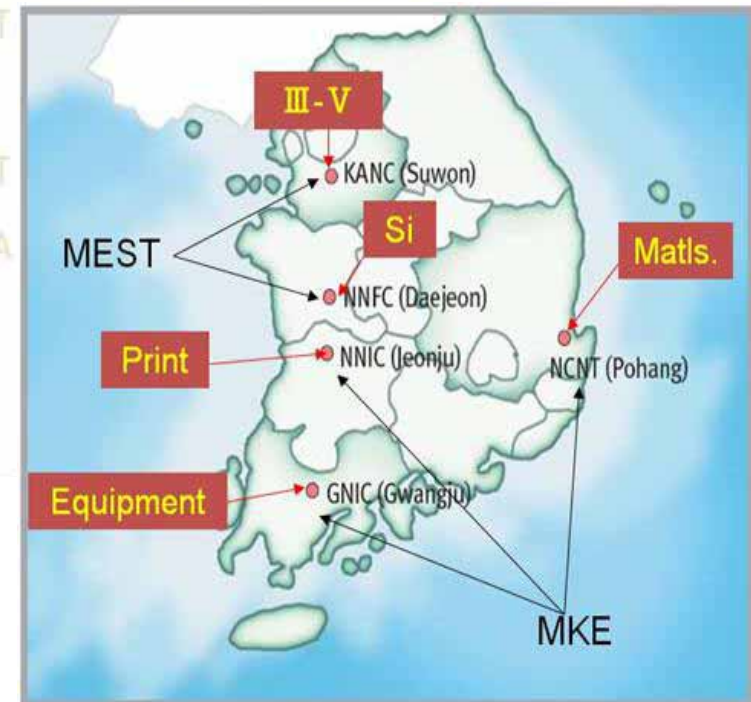 T
Ⅲ-Ⅴ
T
KANC (Suwon)
Si
MEST
Matls.
A
NNFC (Daejeon)
Print
NNIC (Jeonju)
NCNT (Pohang)
Equipment
GNIC (Gwangju)
MKE